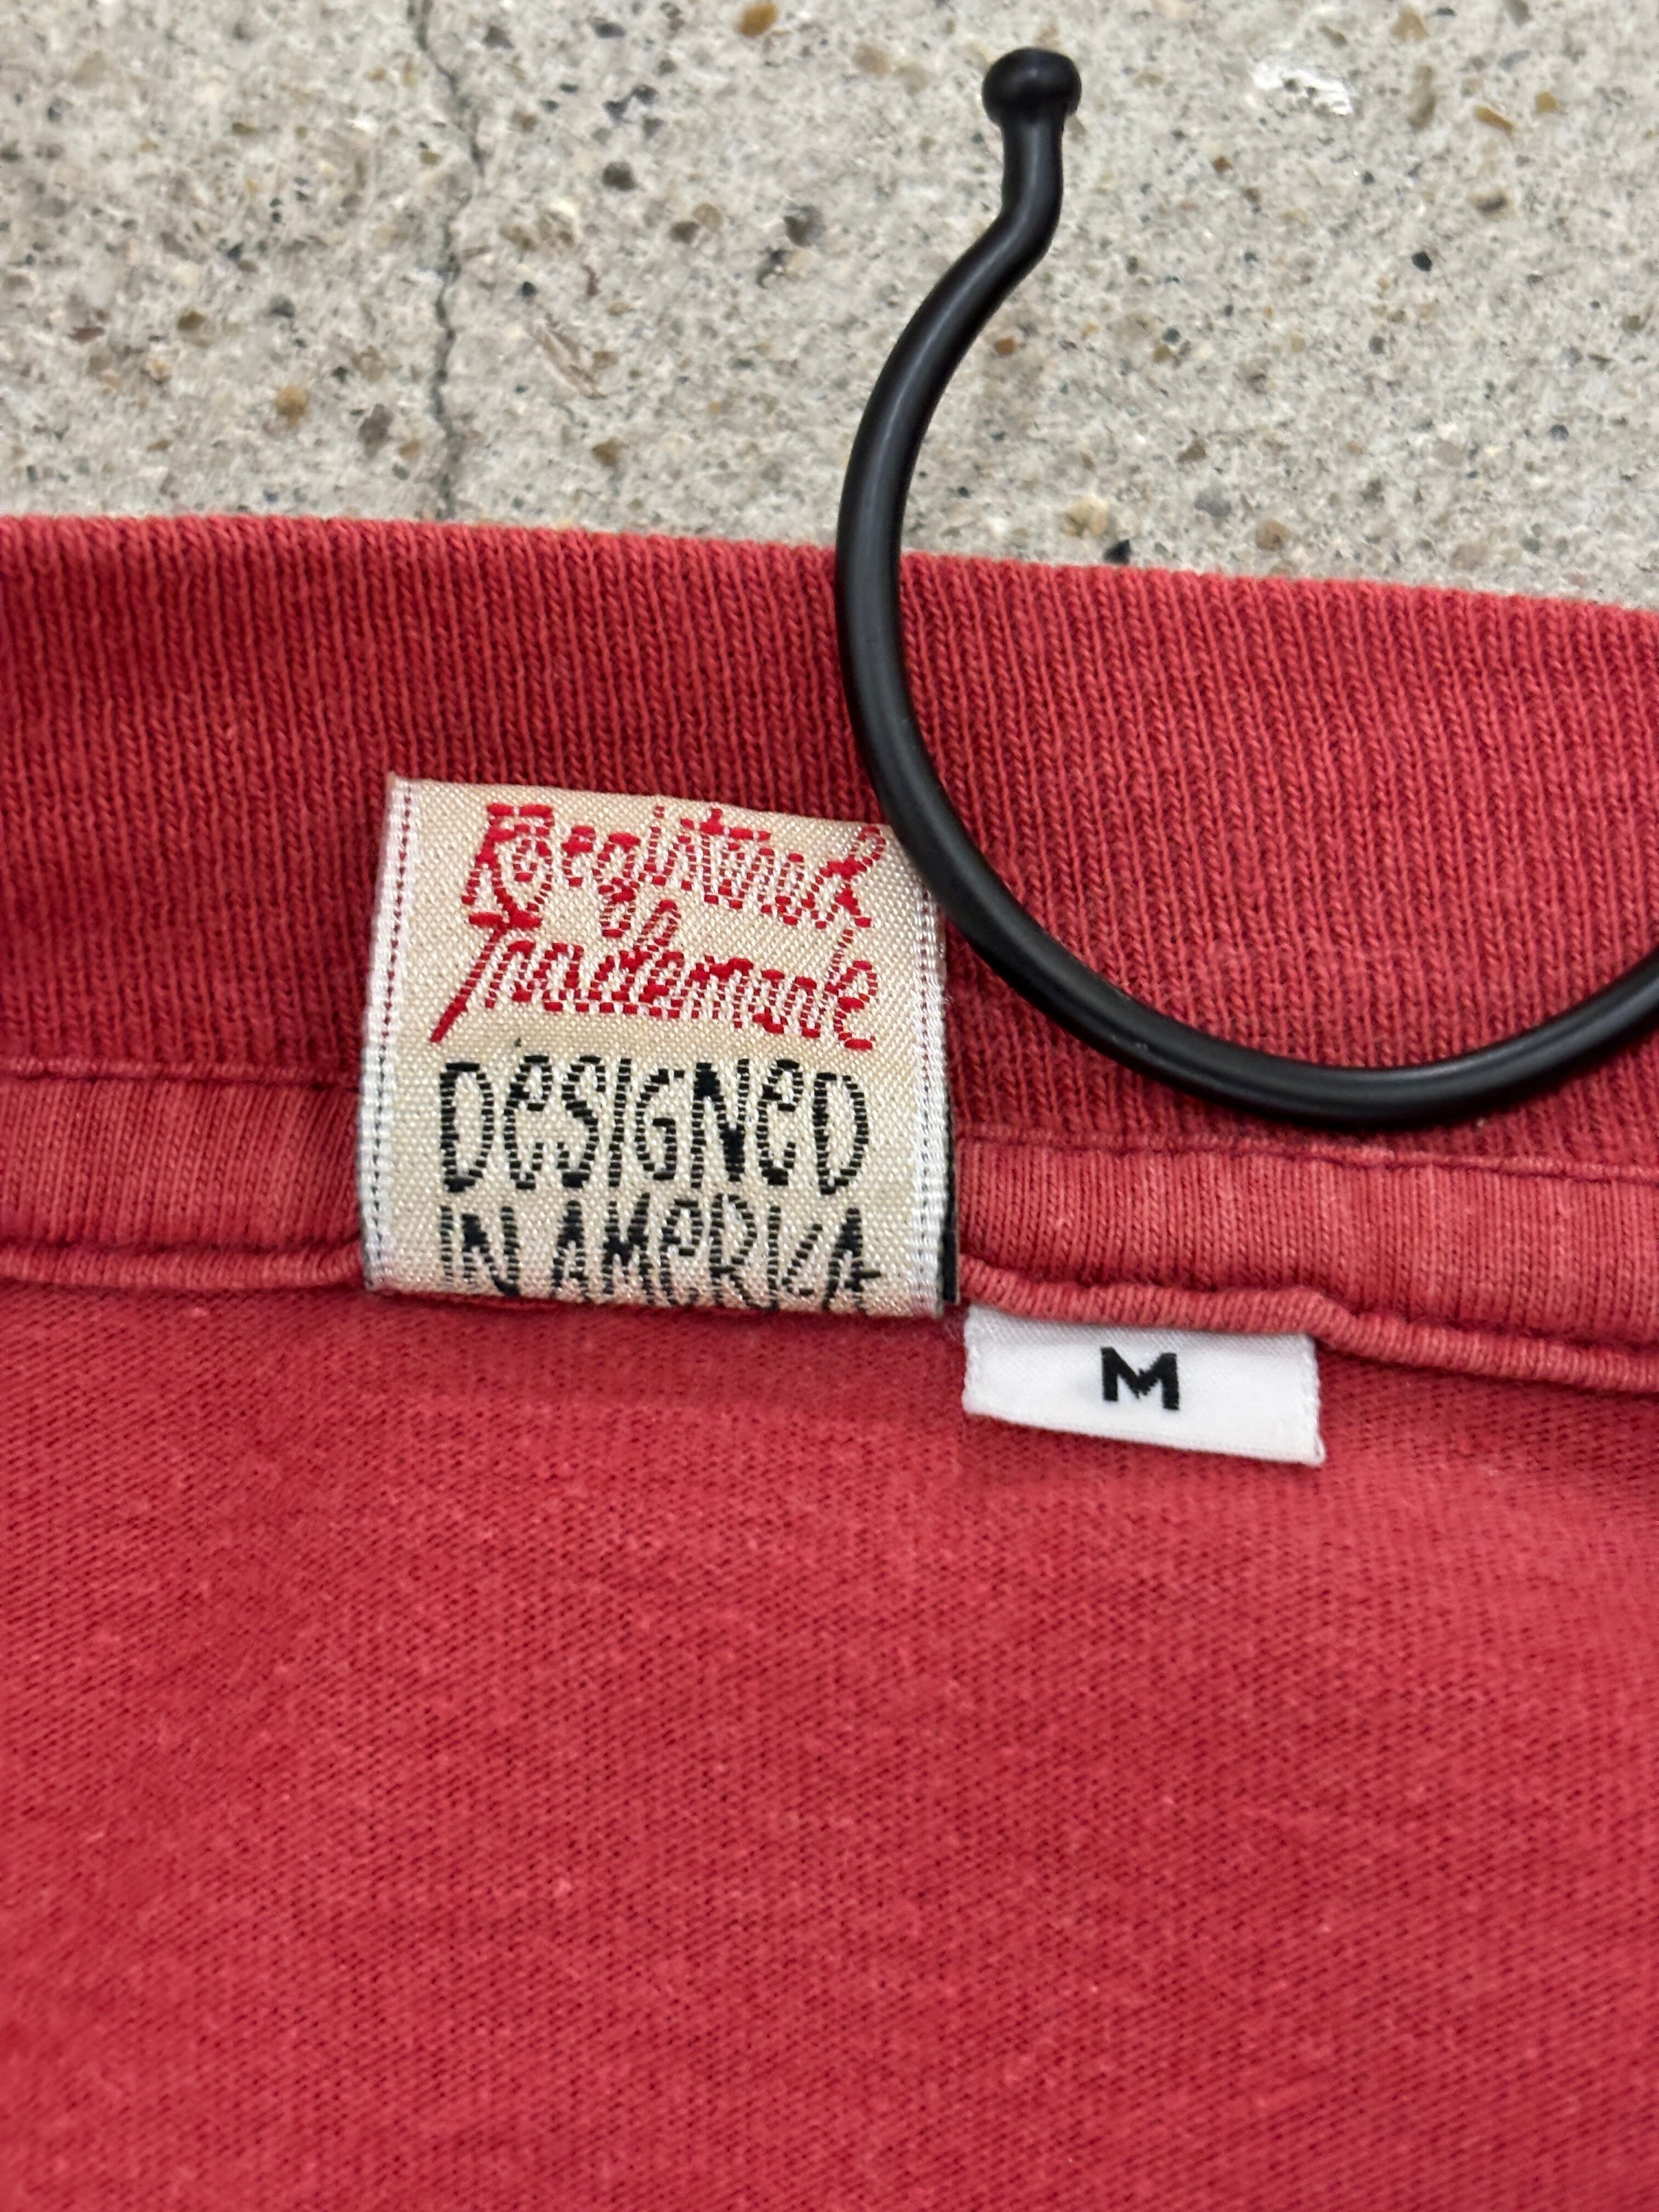 Registered
Trademark
DeSIGNeD
IN AMeRICA
M